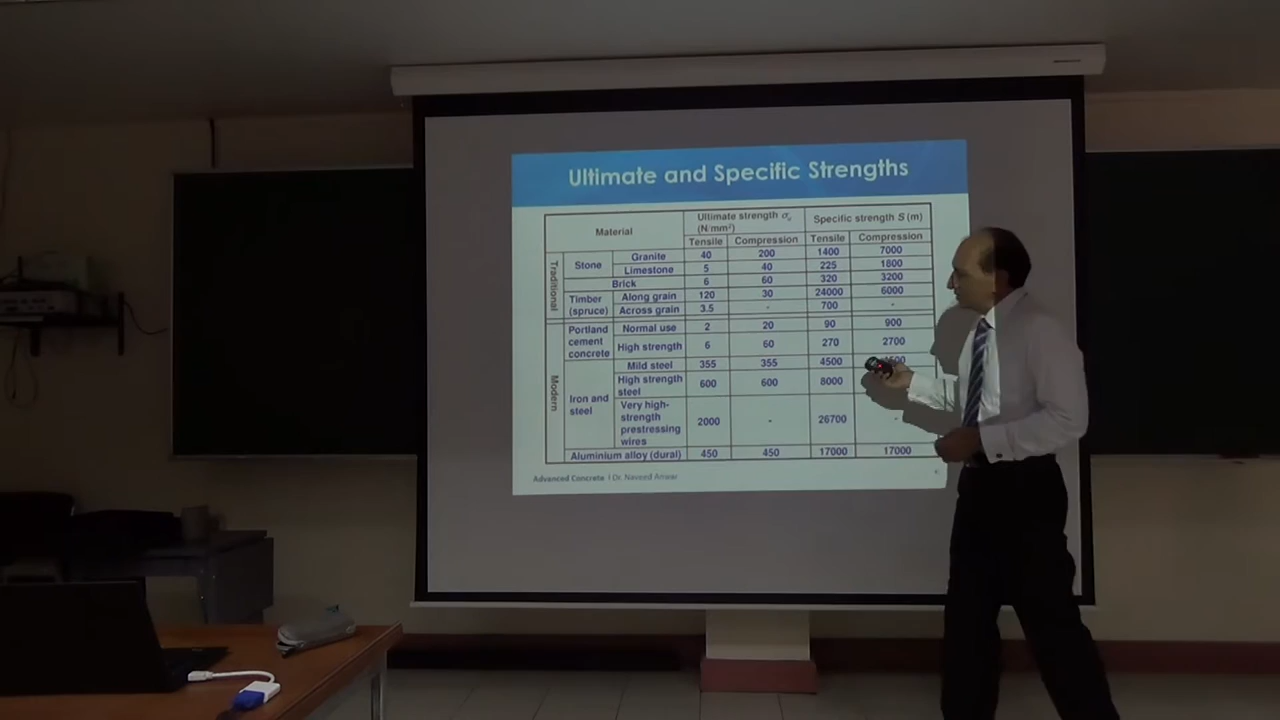 Ultimate and Specific Strengths
Material
Ultimate strength σᵤ (N/mm²)
Specific strength S (m)
Tensile Compression Tensile Compression
Traditional
Stone
Granite 40 200 1400 7000
Limestone 5 40 225 1800
Brick 6 60 320 3200
Timber (spruce)
Along grain 120 30 24000 6000
Across grain 3.5 - 700 -
Modern
Portland cement concrete
Normal use 2 20 90 900
High strength 6 60 270 2700
Iron and steel
Mild steel 355 355 4500
High strength steel 600 600 8000
Very high-strength prestressing wires 2000 - 26700 -
Aluminium alloy (dural) 450 450 17000 17000
Advanced Concrete I Dr. Naveed Anwar